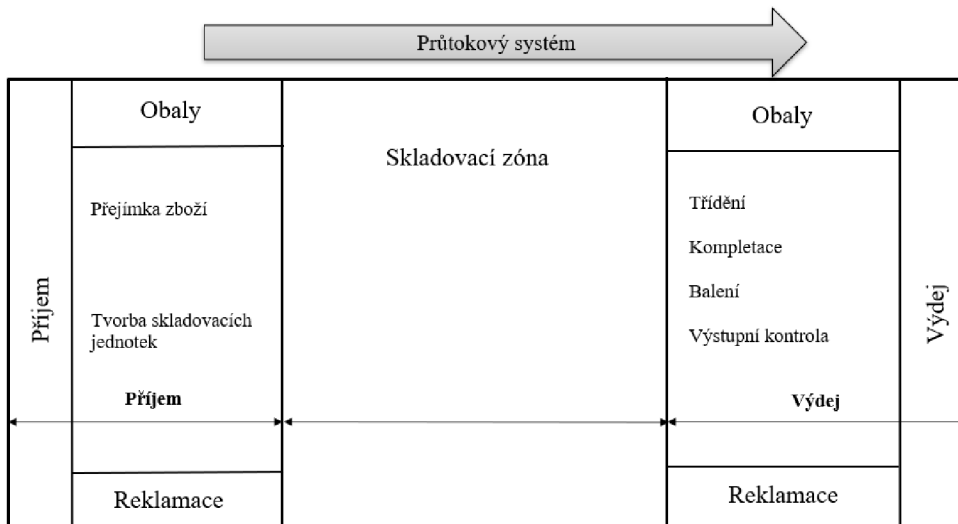 Průtokový systém
Příjem
Obaly
Přejímka zboží
Tvorba skladovacích
jednotek
Příjem
Reklamace
Skladovací zóna
Obaly
Třídění
Kompletace
Balení
Výstupní kontrola
Výdej
Reklamace
Výdej